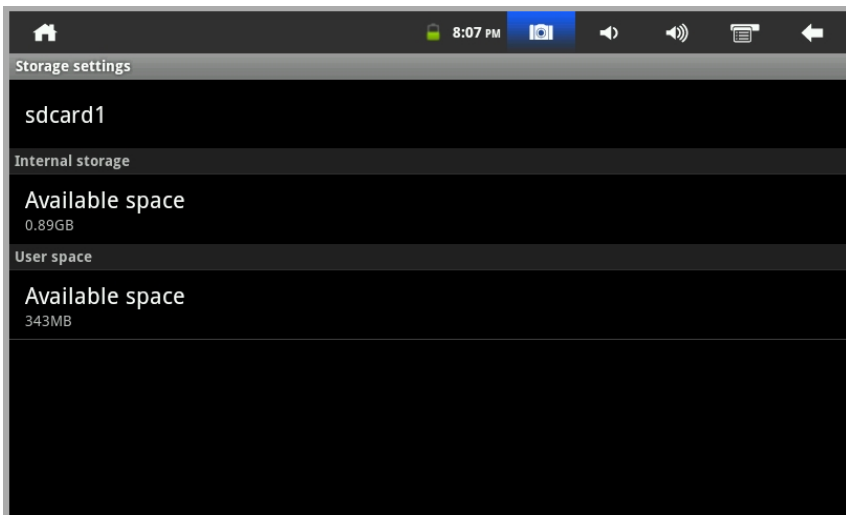 8:07 PM
Storage settings
sdcard1
Internal storage
Available space
0.89GB
User space
Available space
343MB